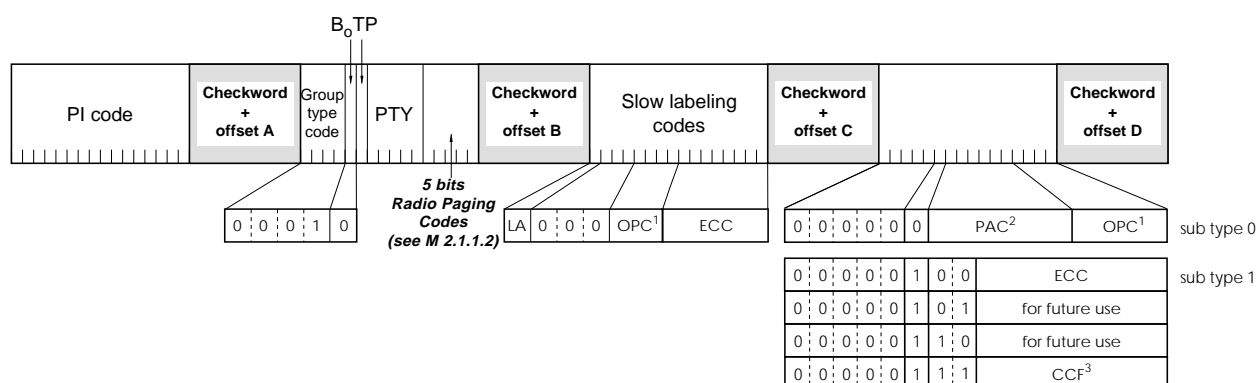 BoTP
PI code
Checkword
+
offset A
Group
type
code
PTY
Checkword
+
offset B
Slow labeling
codes
Checkword
+
offset C
Checkword
+
offset D
5 bits
Radio Paging
Codes
(see M 2.1.1.2)
0 0 0 1 0
LA 0 0 0 OPC1 ECC
0 0 0 0 0 0 PAC2 OPC1 sub type 0
0 0 0 0 0 1 0 0 ECC sub type 1
0 0 0 0 0 1 0 1 for future use
0 0 0 0 0 1 1 0 for future use
0 0 0 0 0 1 1 1 CCF3